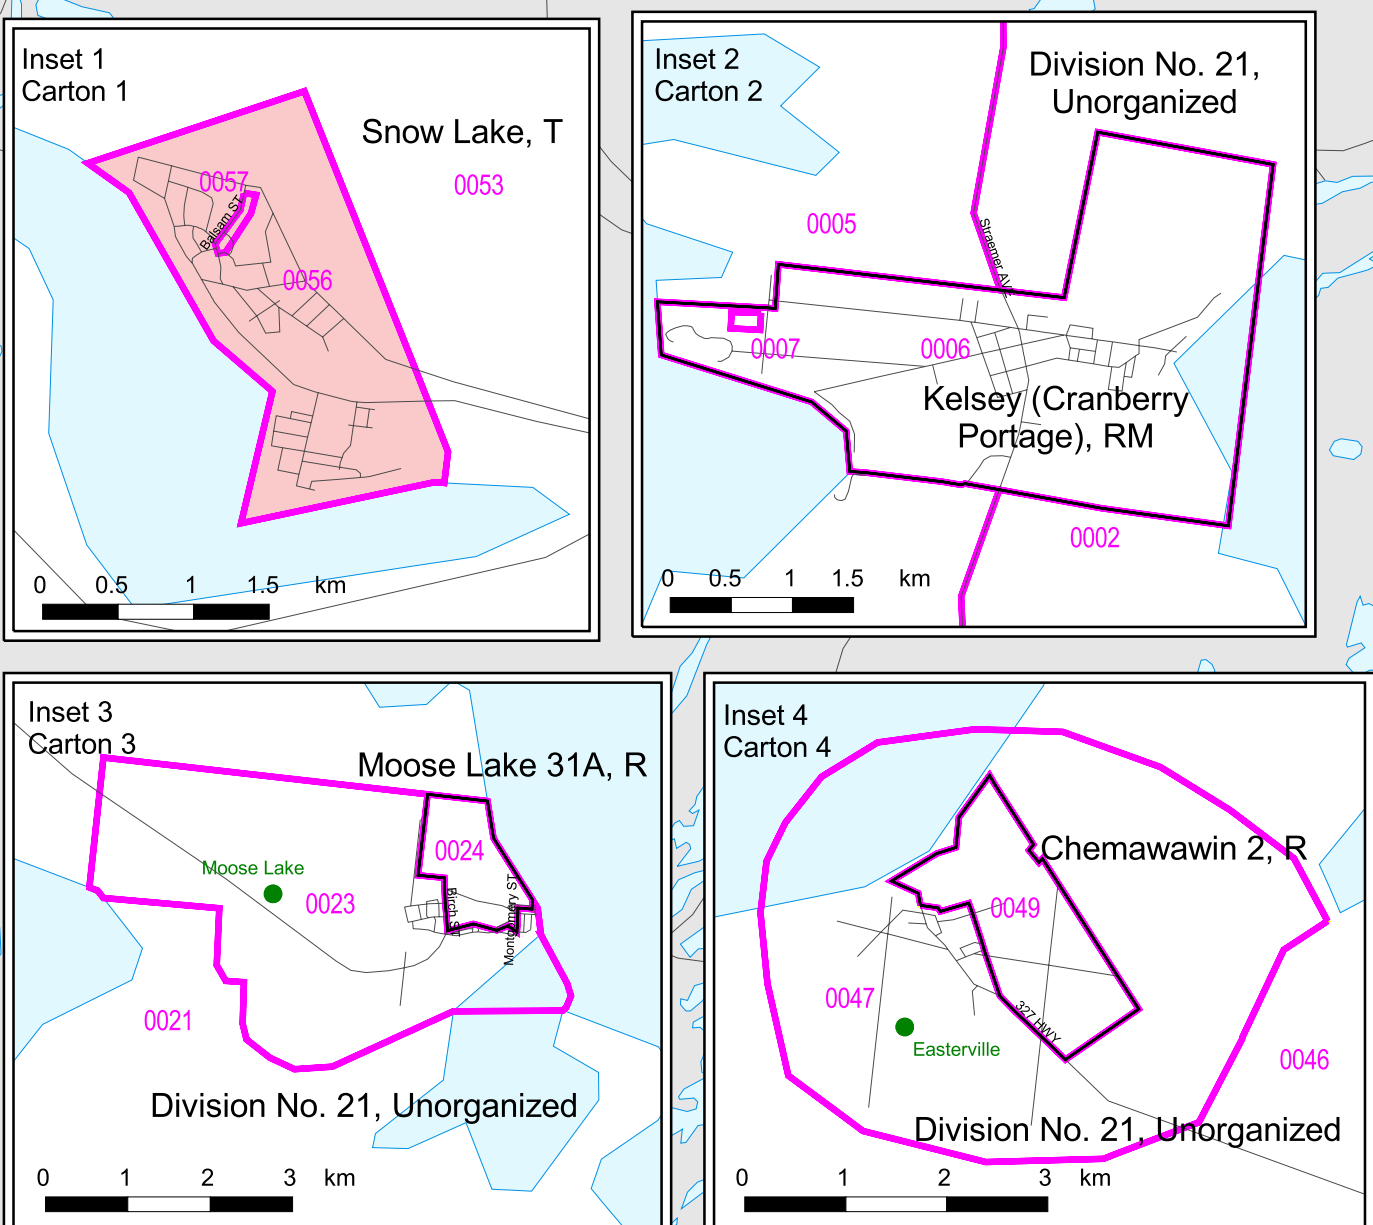 Inset 1
Carton 1
Snow Lake, T
0057
0053
Balsam ST
0056
0 0.5 1 1.5 km
Inset 2
Carton 2
Division No. 21,
Unorganized
0005
Straemer AVE
0007
0006
Kelsey (Cranberry
Portage), RM
0002
0 0.5 1 1.5 km
Inset 3
Carton 3
Moose Lake 31A, R
0024
Moose Lake
0023
Birch ST
Montgomery ST
0021
Division No. 21, Unorganized
0 1 2 3 km
Inset 4
Carton 4
Chemawawin 2, R
0049
0047
327 HWY
Easterville
0046
Division No. 21, Unorganized
0 1 2 3 km